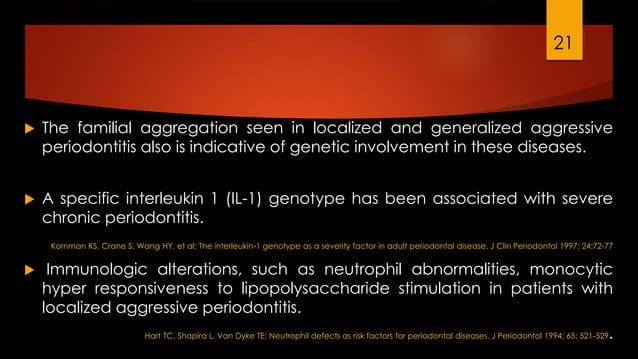 21
The familial aggregation seen in localized and generalized aggressive
periodontitis also is indicative of genetic involvement in these diseases.
A specific interleukin 1 (IL-1) genotype has been associated with severe
chronic periodontitis.
Kornman KS, Crane S, Wang HY, et al: The interleukin-1 genotype as a severity factor in adult periodontal disease. J Clin Periodontol 1997; 24:72-77
Immunologic alterations, such as neutrophil abnormalities, monocytic
hyper responsiveness to lipopolysaccharide stimulation in patients with
localized aggressive periodontitis.
Hart TC, Shapira L. Van Dyke TE: Neutrophil defects as risk factors for periodontal diseases. J Periodontol 1994; 65: 521-529.